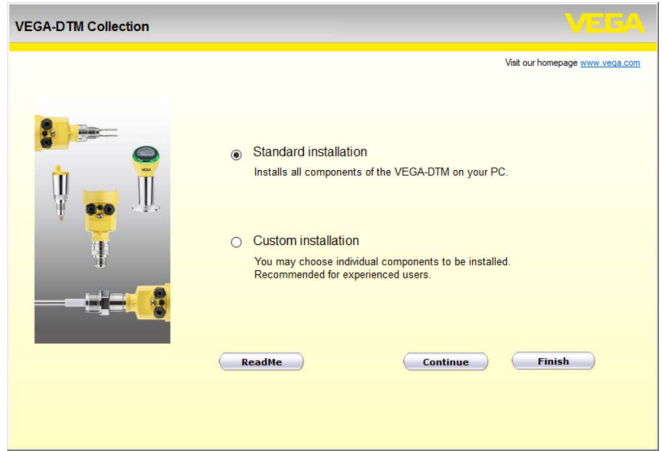 VEGA-DTM Collection
VEGA
Visit our homepage www.vega.com
Standard installation
Installs all components of the VEGA-DTM on your PC.
Custom installation
You may choose individual components to be installed.
Recommended for experienced users.
ReadMe
Continue
Finish
VEGA